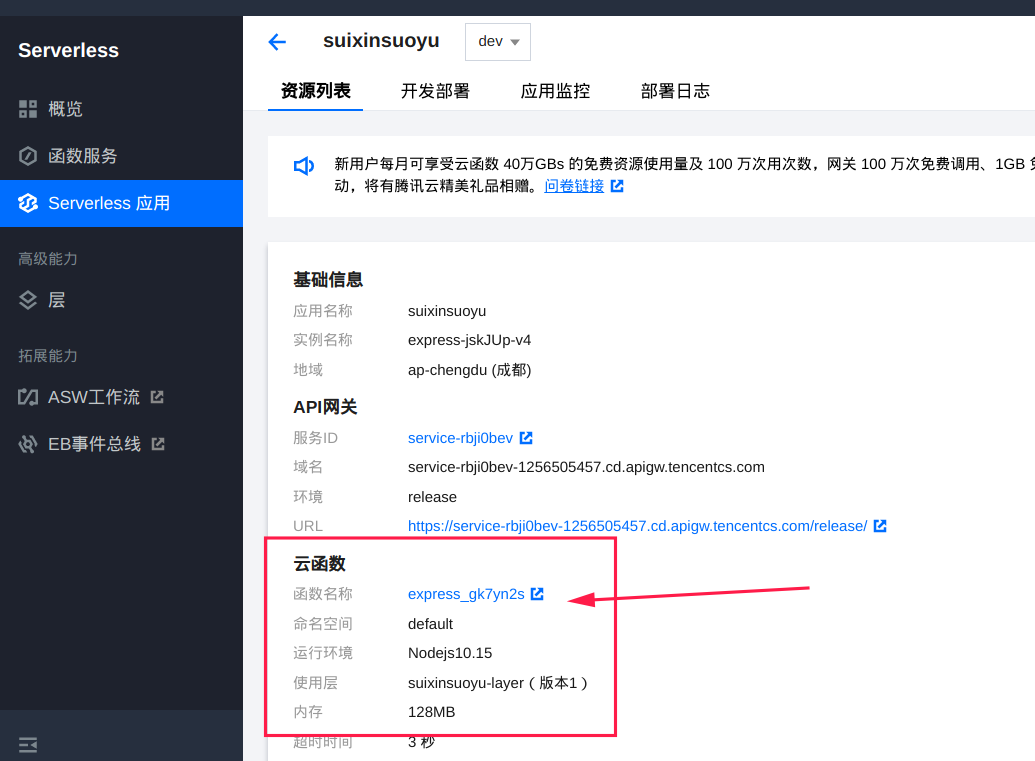 Serverless
概览
函数服务
Serverless 应用
高级能力
层
拓展能力
ASW工作流
EB事件总线
suixinsuoyu
dev
资源列表 开发部署 应用监控 部署日志
新用户每月可享受云函数 40万GBs 的免费资源使用量及 100 万次用次数，网关 100 万次免费调用、1GB
动，将有腾讯云精美礼品相赠。问卷链接
基础信息
应用名称 suixinsuoyu
实例名称 express-jskJUp-v4
地域 ap-chengdu (成都)
API网关
服务ID service-rbji0bev
域名 service-rbji0bev-1256505457.cd.apigw.tencentcs.com
环境 release
URL https://service-rbji0bev-1256505457.cd.apigw.tencentcs.com/release/
云函数
函数名称 express_gk7yn2s
命名空间 default
运行环境 Nodejs10.15
使用层 suixinsuoyu-layer（版本1）
内存 128MB
超时时间 3 秒